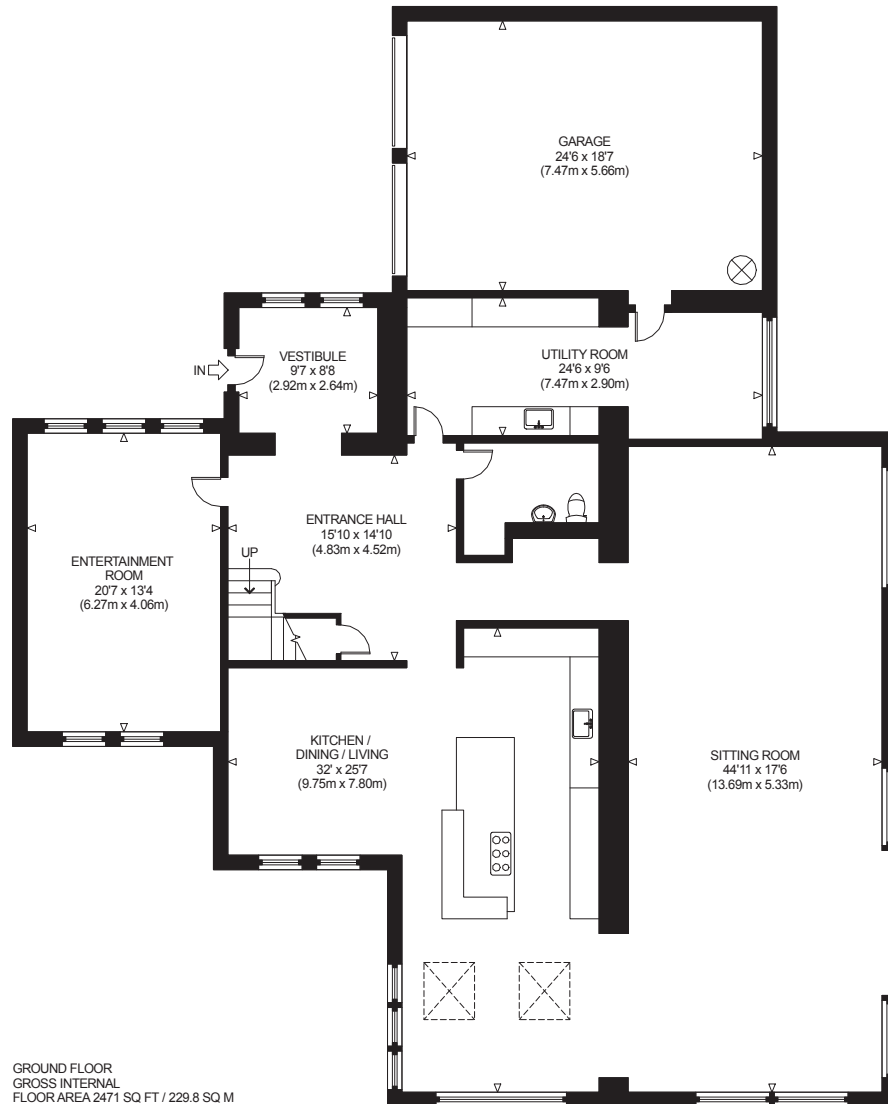 GARAGE
24'6 x 18'7
(7.47m x 5.66m)
IN
VESTIBULE
9'7 x 8'8
(2.92m x 2.64m)
UTILITY ROOM
24'6 x 9'6
(7.47m x 2.90m)
ENTERTAINMENT
ROOM
20'7 x 13'4
(6.27m x 4.06m)
ENTRANCE HALL
15'10 x 14'10
(4.83m x 4.52m)
UP
KITCHEN /
DINING / LIVING
32' x 25'7
(9.75m x 7.80m)
SITTING ROOM
44'11 x 17'6
(13.69m x 5.33m)
GROUND FLOOR
GROSS INTERNAL
FLOOR AREA 2471 SQ FT / 229.8 SQ M